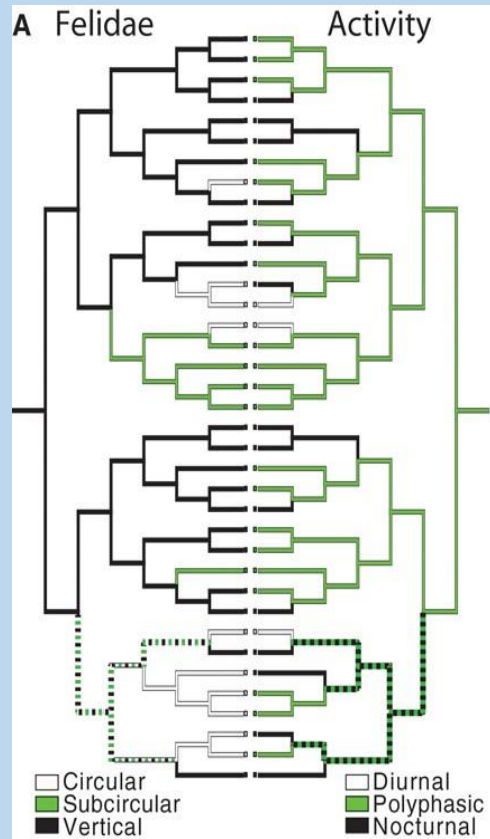 A Felidae Activity
Circular Diurnal
Subcircular Polyphasic
Vertical Nocturnal